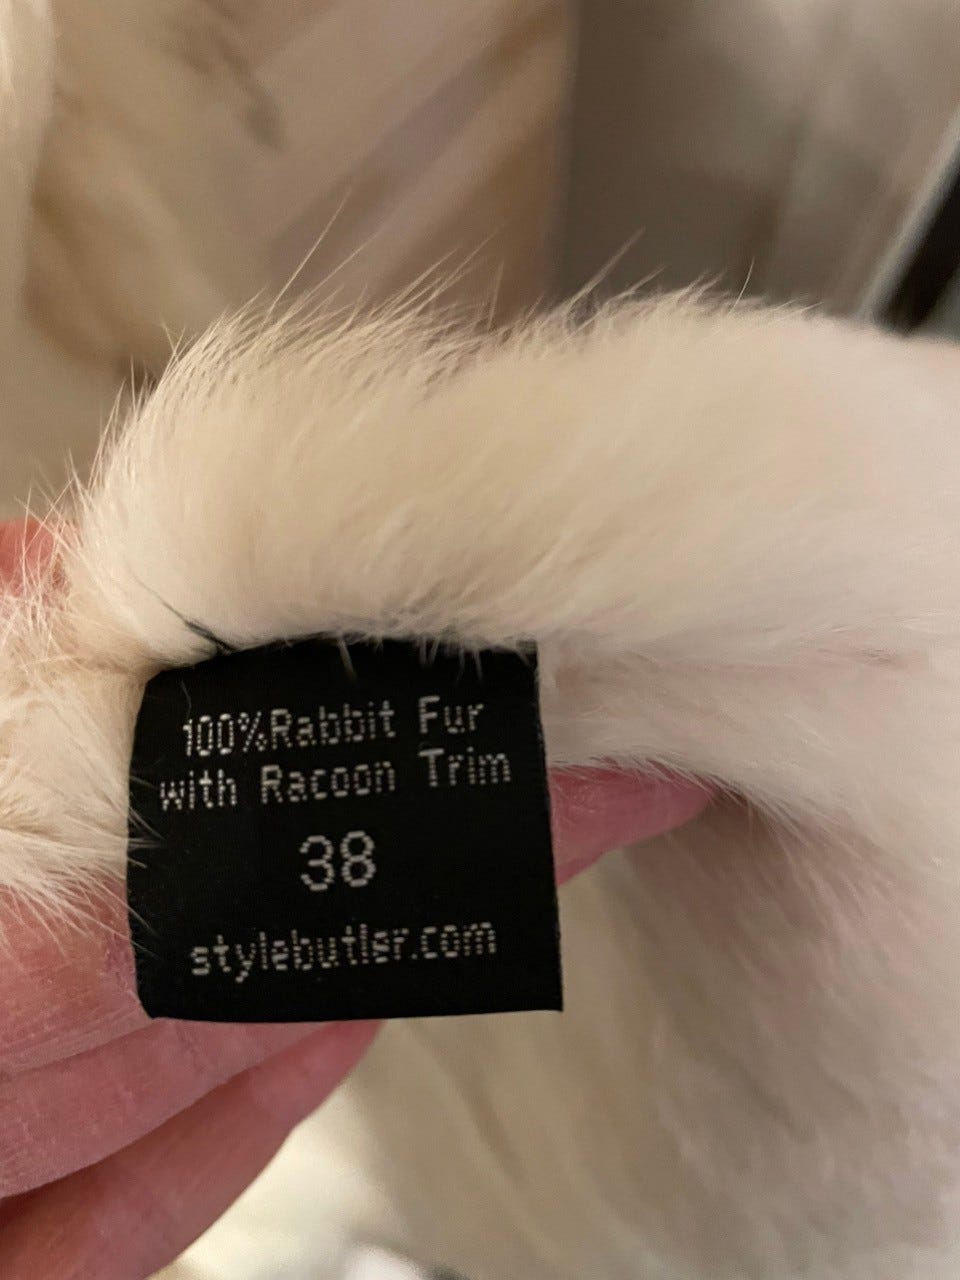 100%Rabbit Fur
with Racoon Trim
38
stylebutler.com